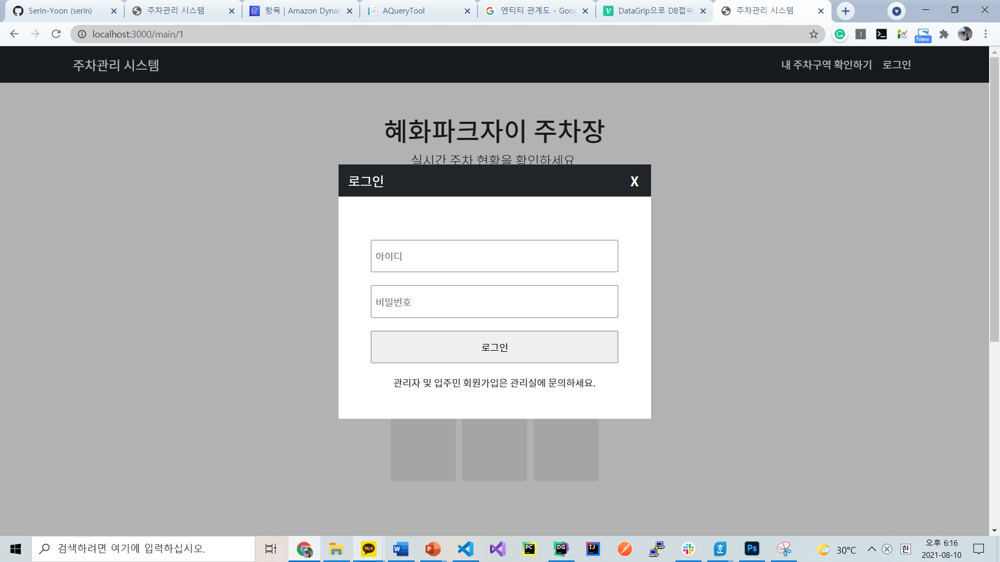 Serin-Yoon (serin)
주차관리 시스템
항목 | Amazon Dynam
AQueryTool
엔티티 관계도 - Goog
DataGrip으로 DB접속
주차관리 시스템
localhost:3000/main/1
New
주차관리 시스템
내 주차구역 확인하기
로그인
혜화파크자이 주차장
실시간 주차 현황을 확인하세요.
로그인
X
아이디
비밀번호
로그인
관리자 및 입주민 회원가입은 관리실에 문의하세요.
검색하려면 여기에 입력하십시오.
TALK
W
P
PC
DG
IJ
호
Ps
30°C
한
오후 6:16
2021-08-10